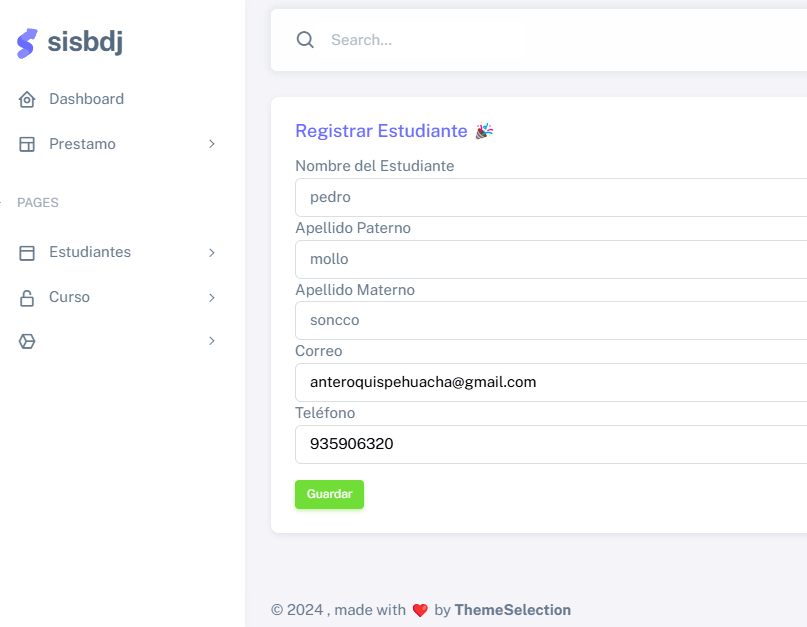 sisbdj
Dashboard
Prestamo
PAGES
Estudiantes
Curso
Search...
Registrar Estudiante 🎉
Nombre del Estudiante
pedro
Apellido Paterno
mollo
Apellido Materno
soncco
Correo
anteroquispehuacha@gmail.com
Teléfono
935906320
Guardar
© 2024 , made with ❤️ by ThemeSelection